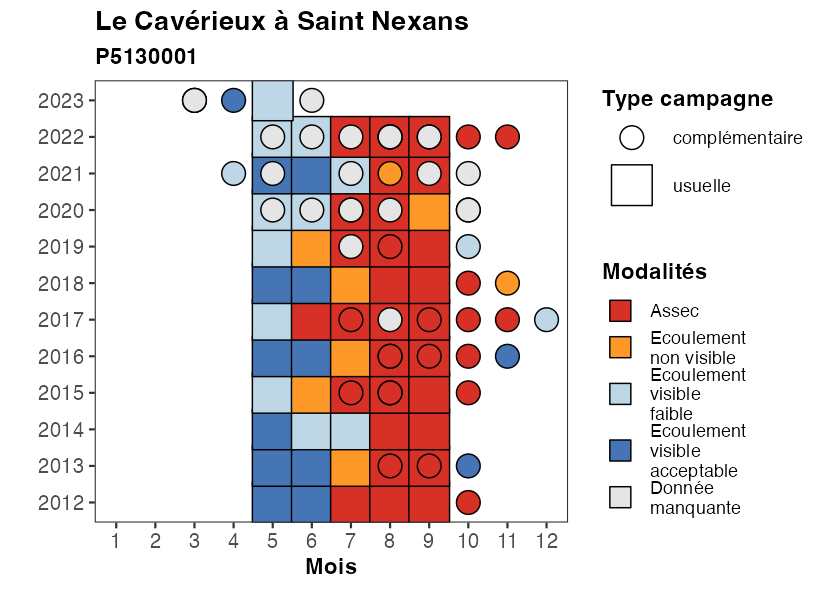 Le Cavérieux à Saint Nexans
P5130001
2023
2022
2021
2020
2019
2018
2017
2016
2015
2014
2013
2012
1 2 3 4 5 6 7 8 9 10 11 12
Mois
Type campagne
complémentaire
usuelle
Modalités
Assec
Ecoulement
non visible
Ecoulement
visible
faible
Ecoulement
visible
acceptable
Donnée
manquante